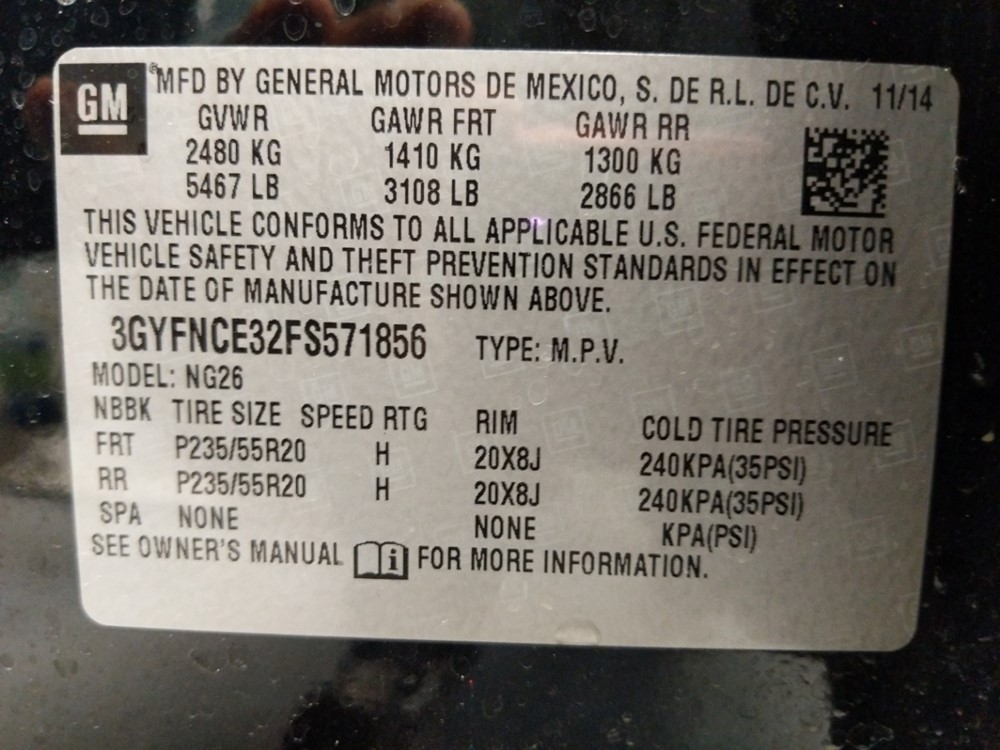 GM ® MFD BY GENERAL MOTORS DE MEXICO, S. DE R.L. DE C.V. 11/14
GVWR GAWR FRT GAWR RR
2480 KG 1410 KG 1300 KG
5467 LB 3108 LB 2866 LB
THIS VEHICLE CONFORMS TO ALL APPLICABLE U.S. FEDERAL MOTOR
VEHICLE SAFETY AND THEFT PREVENTION STANDARDS IN EFFECT ON
THE DATE OF MANUFACTURE SHOWN ABOVE.
3GYFNCE32FS571856 TYPE: M.P.V.
MODEL: NG26
NBBK TIRE SIZE SPEED RTG RIM COLD TIRE PRESSURE
FRT P235/55R20 H 20X8J 240KPA(35PSI)
RR P235/55R20 H 20X8J 240KPA(35PSI)
SPA NONE NONE KPA(PSI)
SEE OWNER'S MANUAL i FOR MORE INFORMATION.